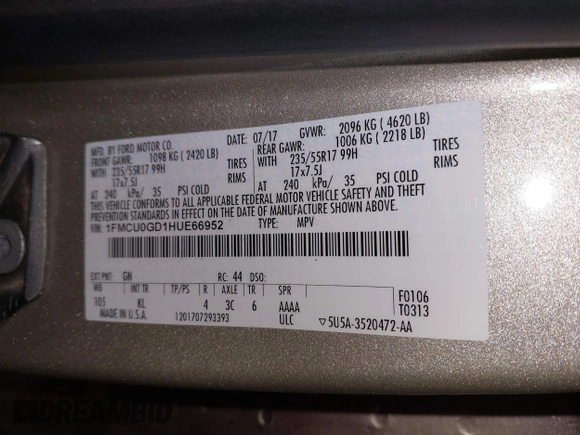 MFD. BY FORD MOTOR CO.
DATE: 07/17
GVWR: 2096 KG ( 4620 LB)
FRONT GAWR: 1098 KG ( 2420 LB)
REAR GAWR: 1006 KG ( 2218 LB)
WITH 235/55R17 99H TIRES
WITH 235/55R17 99H TIRES
17x7.5J RIMS
17x7.5J RIMS
AT 240 kPa/ 35 PSI COLD
AT 240 kPa/ 35 PSI COLD
THIS VEHICLE CONFORMS TO ALL APPLICABLE FEDERAL MOTOR VEHICLE SAFETY AND THEFT
PREVENTION STANDARDS IN EFFECT ON THE DATE OF MANUFACTURE SHOWN ABOVE.
VIN: 1FMCU0GD1HUE66952
TYPE: MPV
EXT PNT: GN RC: 44 DSO:
WB INT TR TP/PS R AXLE TR SPR
105 KL 4 3C 6 AAAA
MADE IN U.S.A. 1201707293393 ULC
F0106
T0313
▽5U5A-3520472-AA
DREAMBID